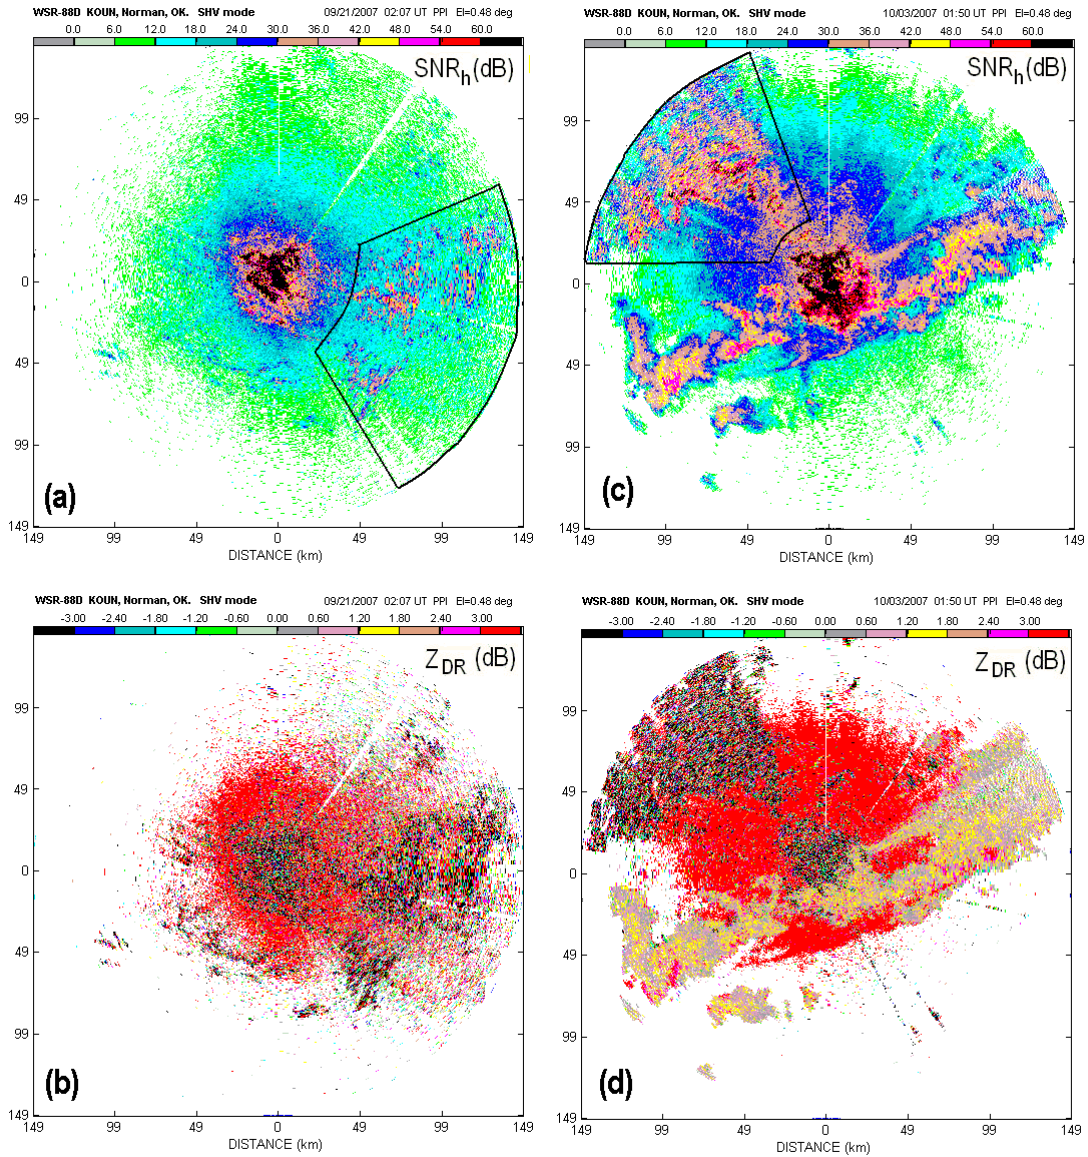 WSR-88D KOUN, Norman, OK. SHV mode 09/21/2007 02:07 UT PPI El=0.48 deg
0.0 6.0 12.0 18.0 24.0 30.0 36.0 42.0 48.0 54.0 60.0
SNRh(dB)
99
49
0
49
99
149
(a)
149 99 49 0 49 99 149
DISTANCE (km)
WSR-88D KOUN, Norman, OK. SHV mode 10/03/2007 01:50 UT PPI El=0.48 deg
0.0 6.0 12.0 18.0 24.0 30.0 36.0 42.0 48.0 54.0 60.0
SNRh(dB)
99
49
0
49
99
149
(c)
149 99 49 0 49 99 149
DISTANCE (km)
WSR-88D KOUN, Norman, OK. SHV mode 09/21/2007 02:07 UT PPI El=0.48 deg
-3.00 -2.40 -1.80 -1.20 -0.60 0.00 0.60 1.20 1.80 2.40 3.00
ZDR (dB)
99
49
0
49
99
149
(b)
149 99 49 0 49 99 149
DISTANCE (km)
WSR-88D KOUN, Norman, OK. SHV mode 10/03/2007 01:50 UT PPI El=0.48 deg
-3.00 -2.40 -1.80 -1.20 -0.60 0.00 0.60 1.20 1.80 2.40 3.00
ZDR (dB)
99
49
0
49
99
149
(d)
149 99 49 0 49 99 149
DISTANCE (km)